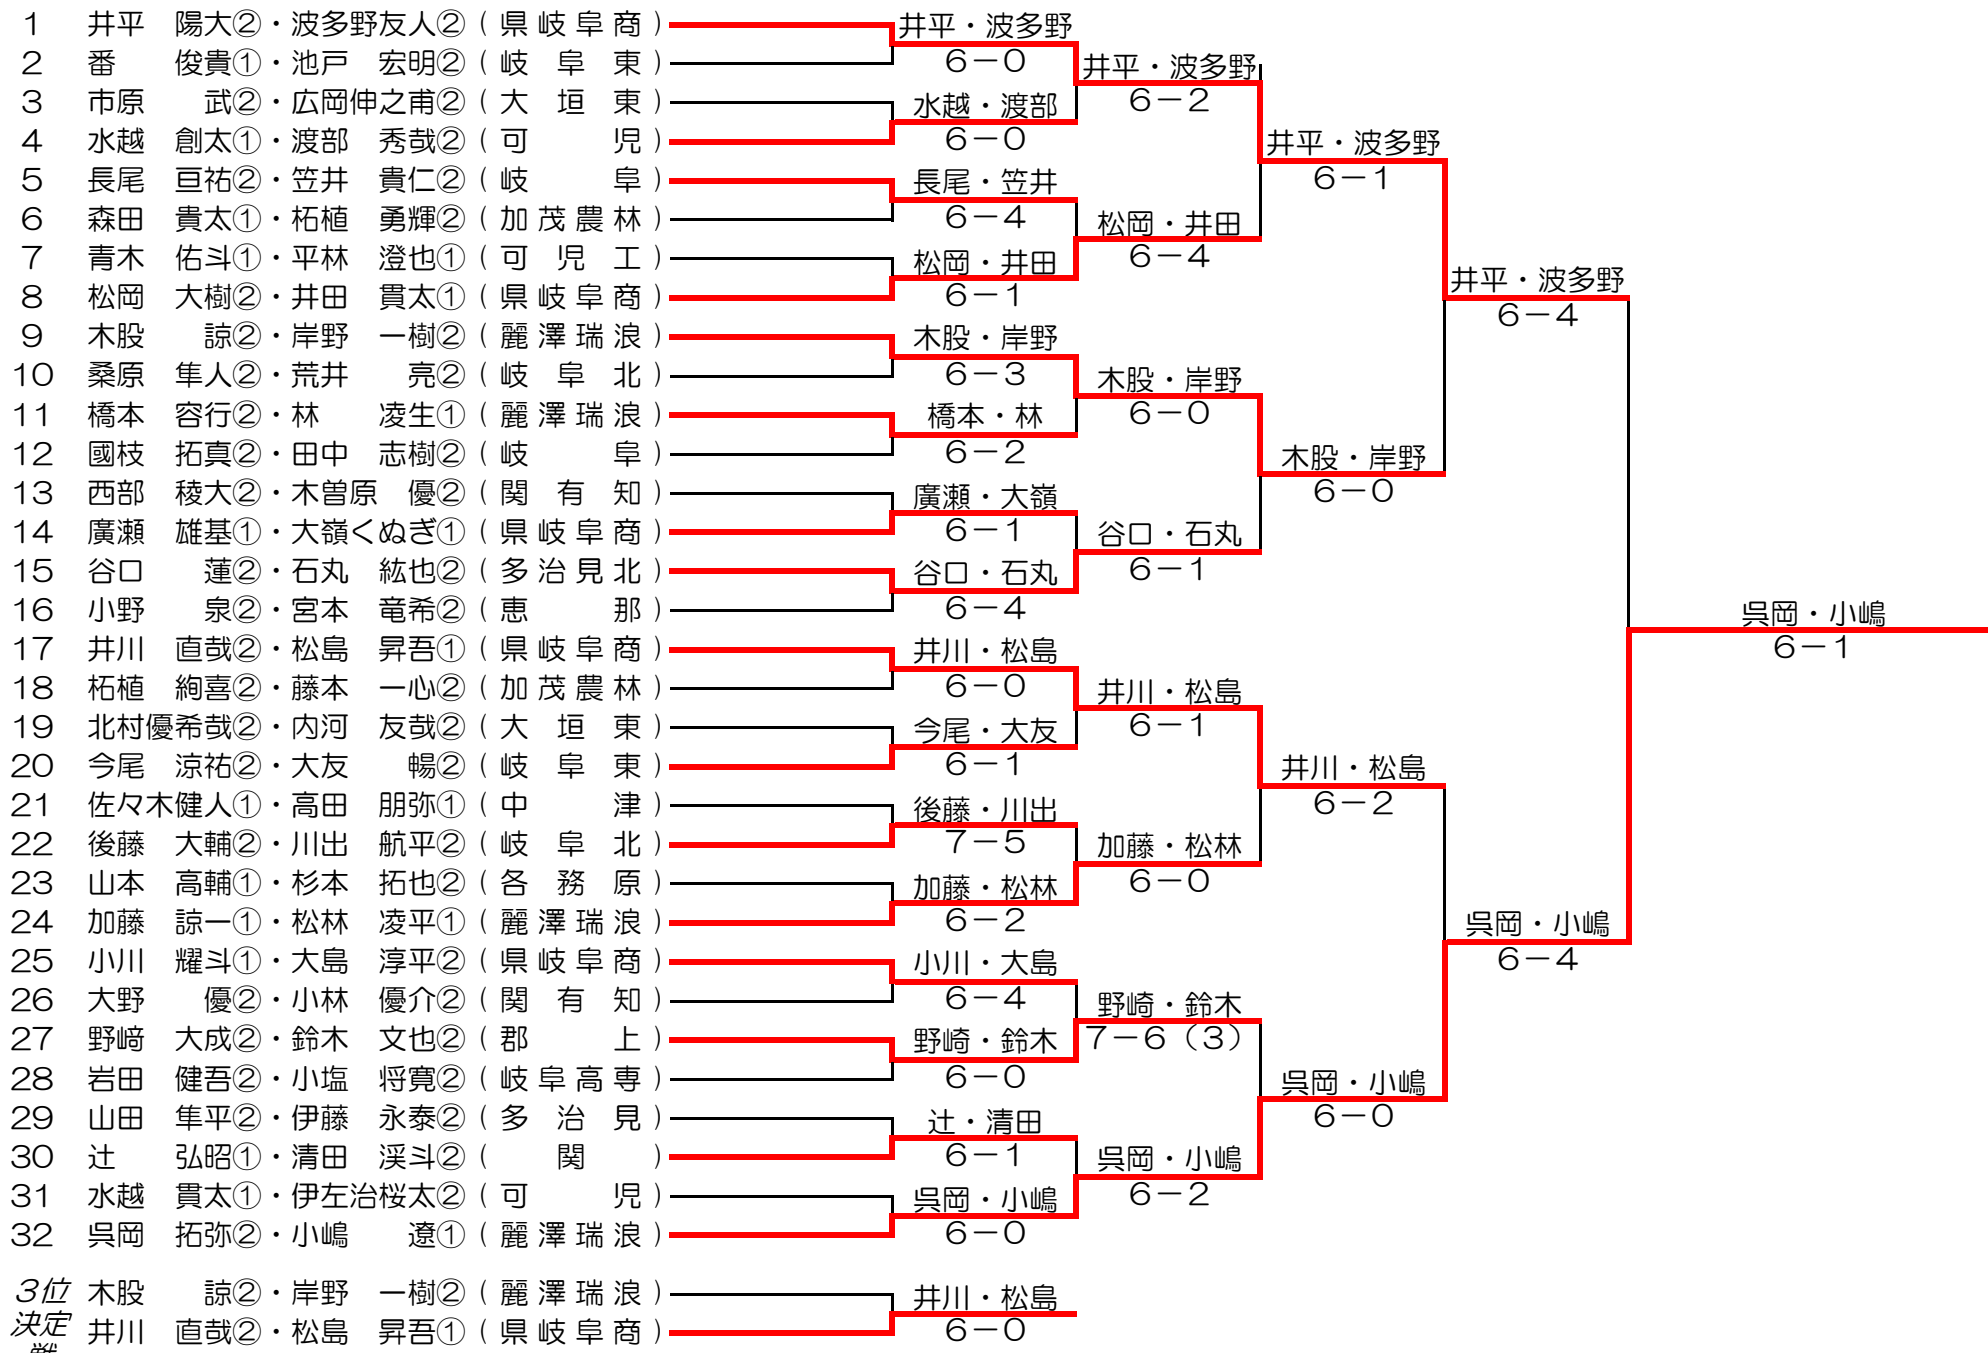 1 井平 陽大②・波多野友人②（県岐阜商） 井平・波多野
2 番 俊貴①・池戸 宏明②（岐阜東） 6－0 井平・波多野
3 市原 武②・広岡伸之甫②（大垣東） 水越・渡部 6－2
4 水越 創太①・渡部 秀哉②（可児） 6－0 井平・波多野
5 長尾 亘祐②・笠井 貴仁②（岐阜） 長尾・笠井 6－1
6 森田 貴太①・柘植 勇輝②（加茂農林） 6－4 松岡・井田
7 青木 佑斗①・平林 澄也①（可児工） 松岡・井田 6－4
8 松岡 大樹②・井田 貫太①（県岐阜商） 6－1 井平・波多野
9 木股 諒②・岸野 一樹②（麗澤瑞浪） 木股・岸野 6－4
10 桑原 隼人②・荒井 亮②（岐阜北） 6－3 木股・岸野
11 橋本 容行②・林 凌生①（麗澤瑞浪） 橋本・林 6－0
12 國枝 拓真②・田中 志樹②（岐阜） 6－2 木股・岸野
13 西部 稜大②・木曽原 優②（関有知） 廣瀬・大嶺 6－0
14 廣瀬 雄基①・大嶺くぬぎ①（県岐阜商） 6－1 谷口・石丸
15 谷口 蓮②・石丸 紘也②（多治見北） 谷口・石丸 6－1
16 小野 泉②・宮本 竜希②（恵那） 6－4 呉岡・小嶋
17 井川 直哉②・松島 昇吾①（県岐阜商） 井川・松島 6－1
18 柘植 絢喜②・藤本 一心②（加茂農林） 6－0 井川・松島
19 北村優希哉②・内河 友哉②（大垣東） 今尾・大友 6－1
20 今尾 涼祐②・大友 暢②（岐阜東） 6－1 井川・松島
21 佐々木健人①・高田 朋弥①（中津） 後藤・川出 6－2
22 後藤 大輔②・川出 航平②（岐阜北） 7－5 加藤・松林
23 山本 高輔①・杉本 拓也②（各務原） 加藤・松林 6－0
24 加藤 諒一①・松林 凌平①（麗澤瑞浪） 6－2 呉岡・小嶋
25 小川 耀斗①・大島 淳平②（県岐阜商） 小川・大島 6－4
26 大野 優②・小林 優介②（関有知） 6－4 野崎・鈴木
27 野﨑 大成②・鈴木 文也②（郡上） 野崎・鈴木 7－6（3）
28 岩田 健吾②・小塩 将寛②（岐阜高専） 6－0 呉岡・小嶋
29 山田 隼平②・伊藤 永泰②（多治見） 辻・清田 6－0
30 辻 弘昭①・清田 渓斗②（関） 6－1 呉岡・小嶋
31 水越 貫太①・伊左治桜太②（可児） 呉岡・小嶋 6－2
32 呉岡 拓弥②・小嶋 遼①（麗澤瑞浪） 6－0
3位 木股 諒②・岸野 一樹②（麗澤瑞浪） 井川・松島
決定 井川 直哉②・松島 昇吾①（県岐阜商） 6－0